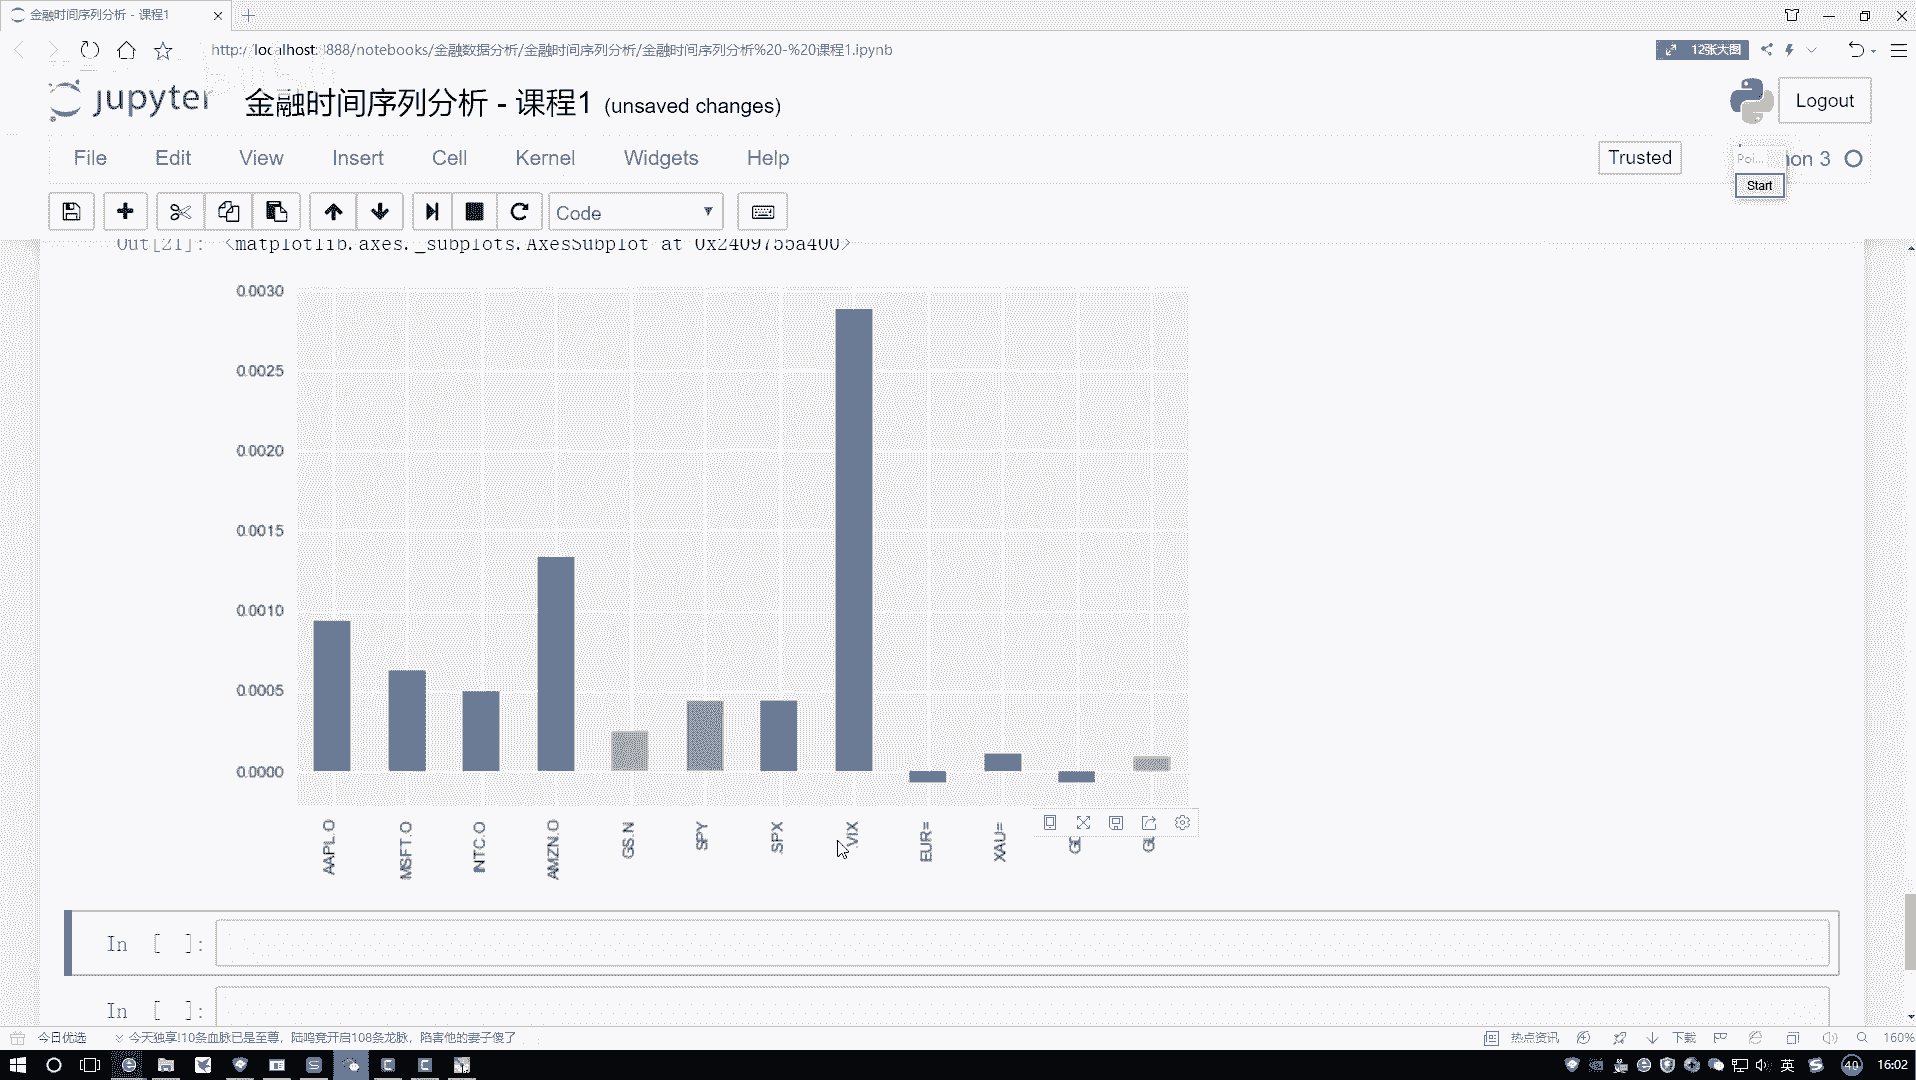 金融时间序列分析 - 课程1
http://localhost:8888/notebooks/金融数据分析/金融时间序列分析/金融时间序列分析%20-%20课程1.ipynb
12张大图
jupyter 金融时间序列分析 - 课程1 (unsaved changes)
Logout
File Edit View Insert Cell Kernel Widgets Help
Trusted
Poi...
hon 3
Start
Code
Out[21]: <matplotlib.axes._subplots.AxesSubplot at 0x2409755a400>
0.0030
0.0025
0.0020
0.0015
0.0010
0.0005
0.0000
AAPL.O MSFT.O INTC.O AMZN.O GS.N SPY .SPX .VIX EUR= XAU=
In [ ]:
In [ ]:
今日优选
今天独享!10条血脉已是至尊，陆鸣竟开启108条龙脉，陷害他的妻子傻了
热点资讯
下载
160%
英
40
16:02